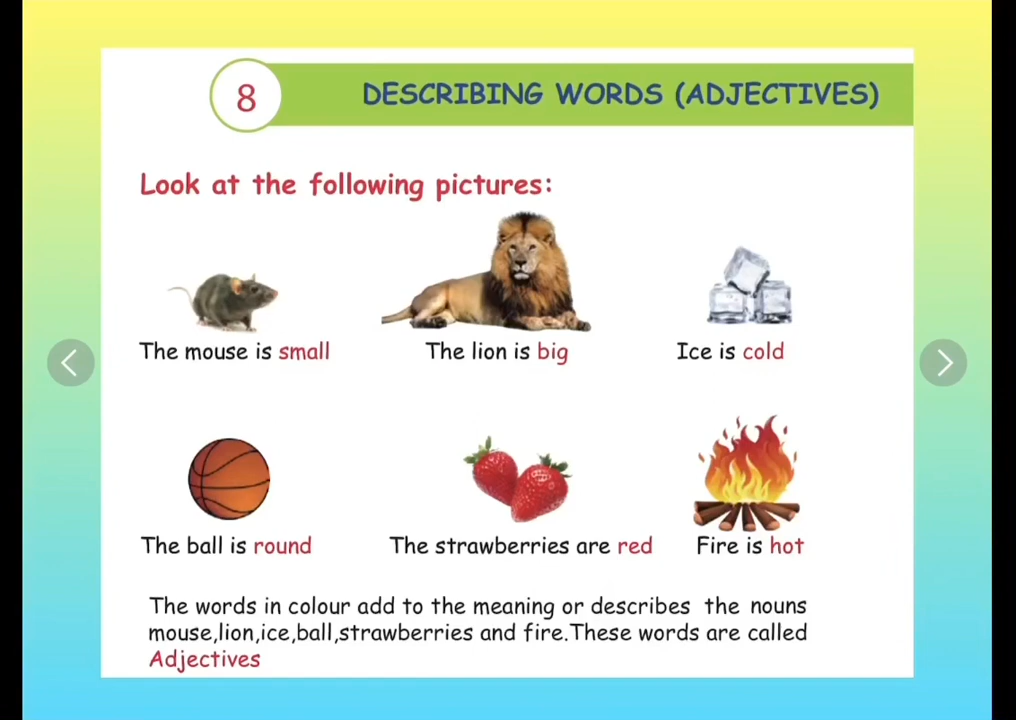 8
DESCRIBING WORDS (ADJECTIVES)
Look at the following pictures:
The mouse is small
The lion is big
Ice is cold
The ball is round
The strawberries are red
Fire is hot
The words in colour add to the meaning or describes the nouns
mouse,lion,ice,ball,strawberries and fire.These words are called
Adjectives